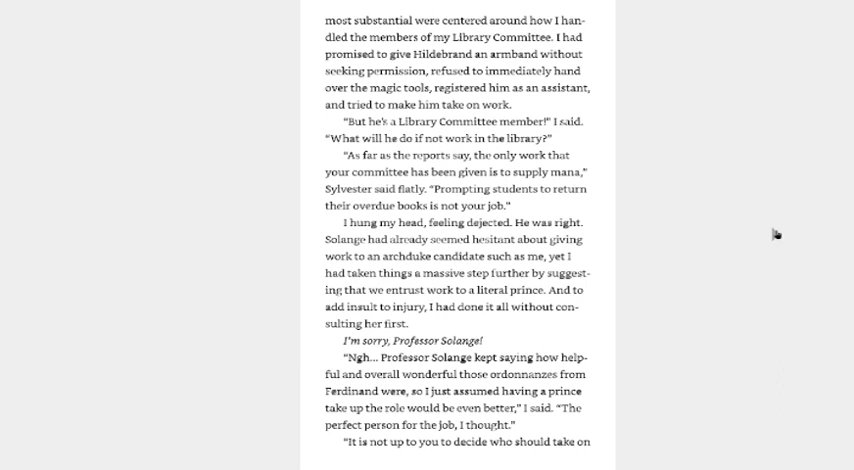 most substantial were centered around how I han-
dled the members of my Library Committee. I had
promised to give Hildebrand an armband without
seeking permission, refused to immediately hand
over the magic tools, registered him as an assistant,
and tried to make him take on work.
“But he’s a Library Committee member!” I said.
“What will he do if not work in the library?”
“As far as the reports say, the only work that
your committee has been given is to supply mana,”
Sylvester said flatly. “Prompting students to return
their overdue books is not your job.”
I hung my head, feeling dejected. He was right.
Solange had already seemed hesitant about giving
work to an archduke candidate such as me, yet I
had taken things a massive step further by suggest-
ing that we entrust work to a literal prince. And to
add insult to injury, I had done it all without con-
sulting her first.
I’m sorry, Professor Solange!
“Ngh... Professor Solange kept saying how help-
ful and overall wonderful those ordonnanzes from
Ferdinand were, so I just assumed having a prince
take up the role would be even better,” I said. “The
perfect person for the job, I thought.”
“It is not up to you to decide who should take on